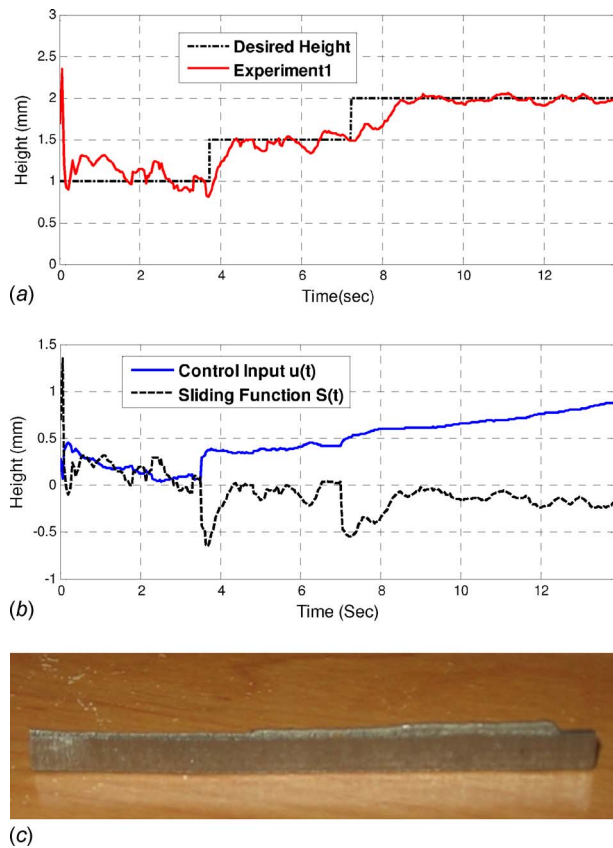 3
2.5
2
1.5
1
0.5
0
Height (mm)
Desired Height
Experiment1
0 2 4 6 8 10 12
Time(sec)
(a)
1.5
1
0.5
0
-0.5
-1
Height (mm)
Control Input u(t)
Sliding Function S(t)
0 2 4 6 8 10 12
Time (Sec)
(b)
(c)